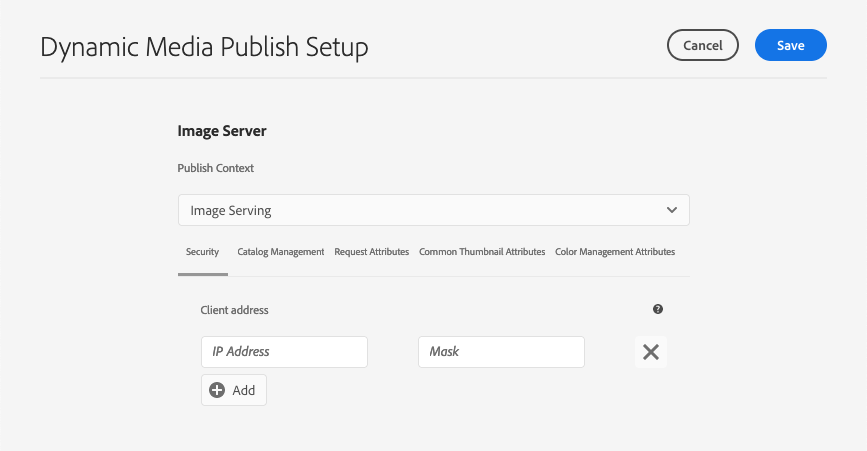 Dynamic Media Publish Setup
Cancel
Save
Image Server
Publish Context
Image Serving
Security Catalog Management Request Attributes Common Thumbnail Attributes Color Management Attributes
Client address
?
IP Address Mask
Add